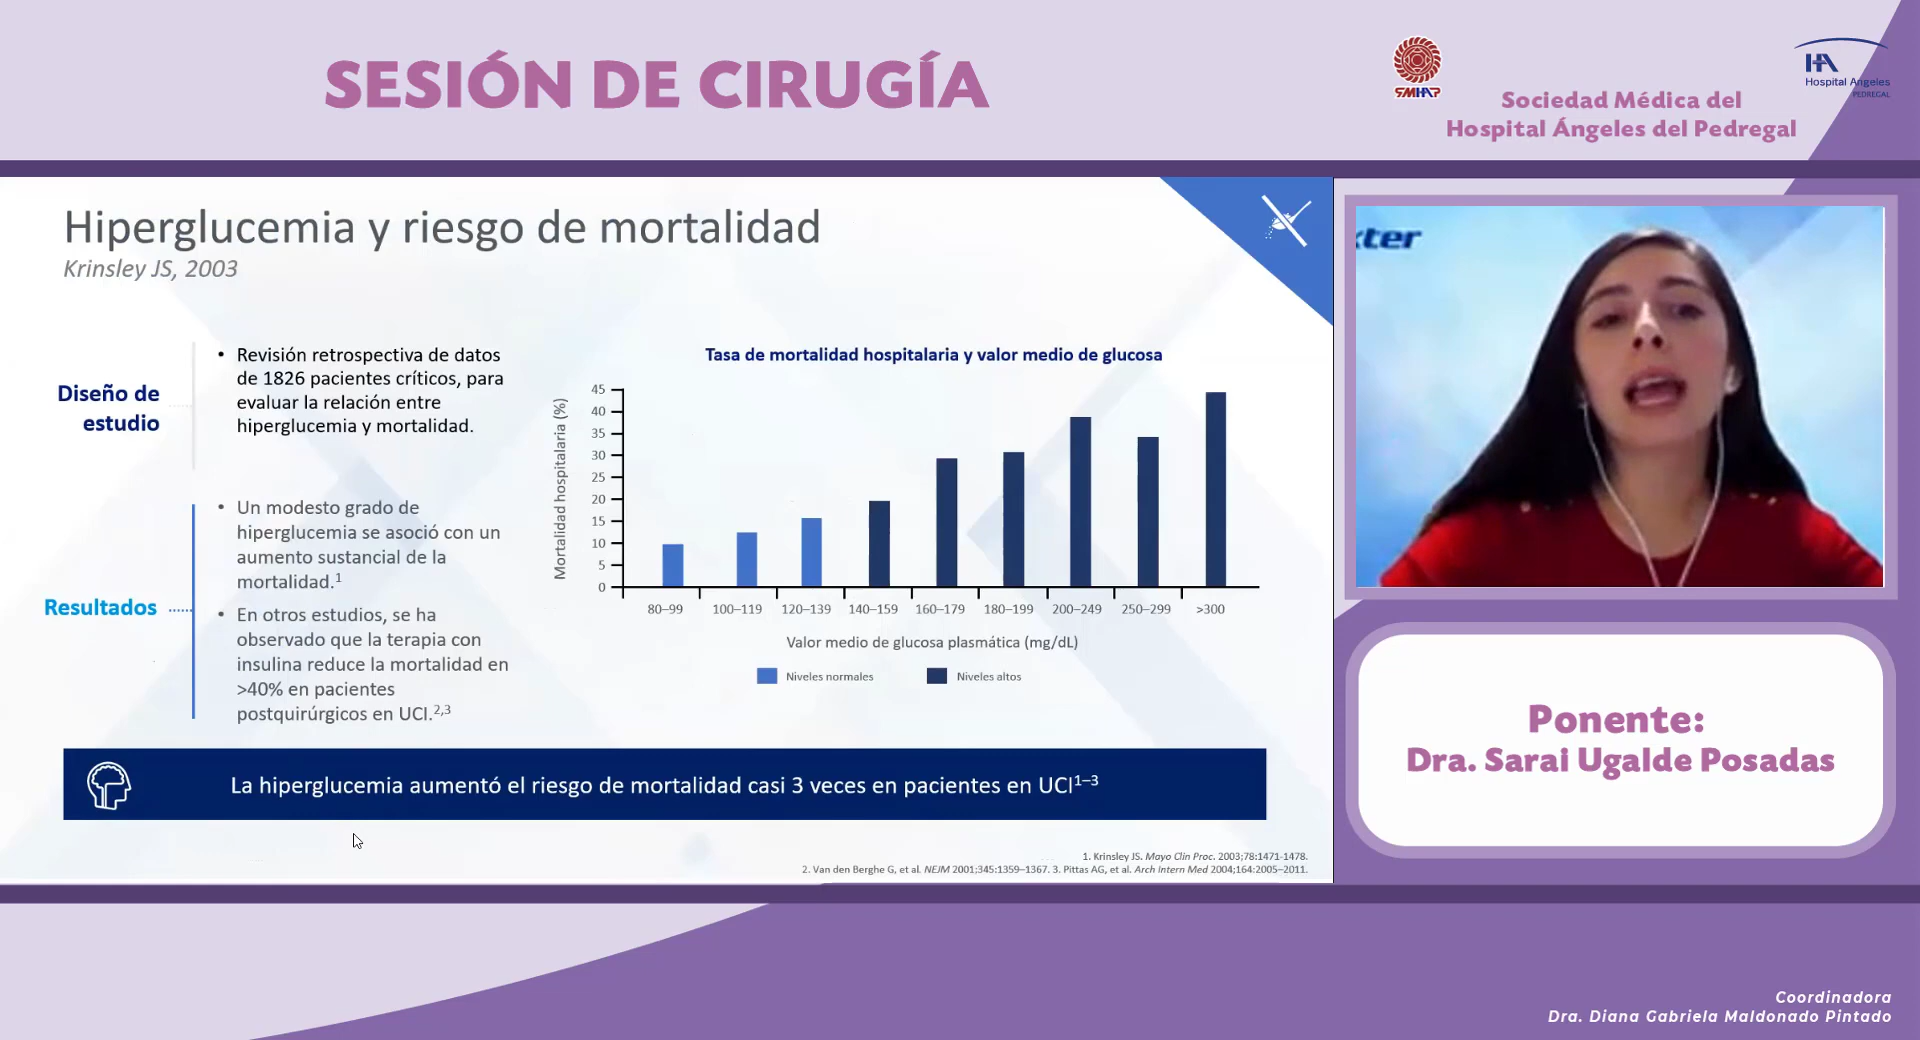 SESIÓN DE CIRUGÍA
SMHAP
Sociedad Médica del
Hospital Ángeles del Pedregal
HA
Hospital Angeles
PEDREGAL
Hiperglucemia y riesgo de mortalidad
Krinsley JS, 2003
Diseño de
estudio
• Revisión retrospectiva de datos
de 1826 pacientes críticos, para
evaluar la relación entre
hiperglucemia y mortalidad.
Resultados
• Un modesto grado de
hiperglucemia se asoció con un
aumento sustancial de la
mortalidad.1
• En otros estudios, se ha
observado que la terapia con
insulina reduce la mortalidad en
>40% en pacientes
postquirúrgicos en UCI.2,3
Tasa de mortalidad hospitalaria y valor medio de glucosa
Mortalidad hospitalaria (%)
45
40
35
30
25
20
15
10
5
0
80–99 100–119 120–139 140–159 160–179 180–199 200–249 250–299 >300
Valor medio de glucosa plasmática (mg/dL)
Niveles normales Niveles altos
La hiperglucemia aumentó el riesgo de mortalidad casi 3 veces en pacientes en UCI1–3
1. Krinsley JS. Mayo Clin Proc. 2003;78:1471-1478.
2. Van den Berghe G, et al. NEJM 2001;345:1359–1367. 3. Pittas AG, et al. Arch Intern Med 2004;164:2005–2011.
xter
Ponente:
Dra. Sarai Ugalde Posadas
Coordinadora
Dra. Diana Gabriela Maldonado Pintado